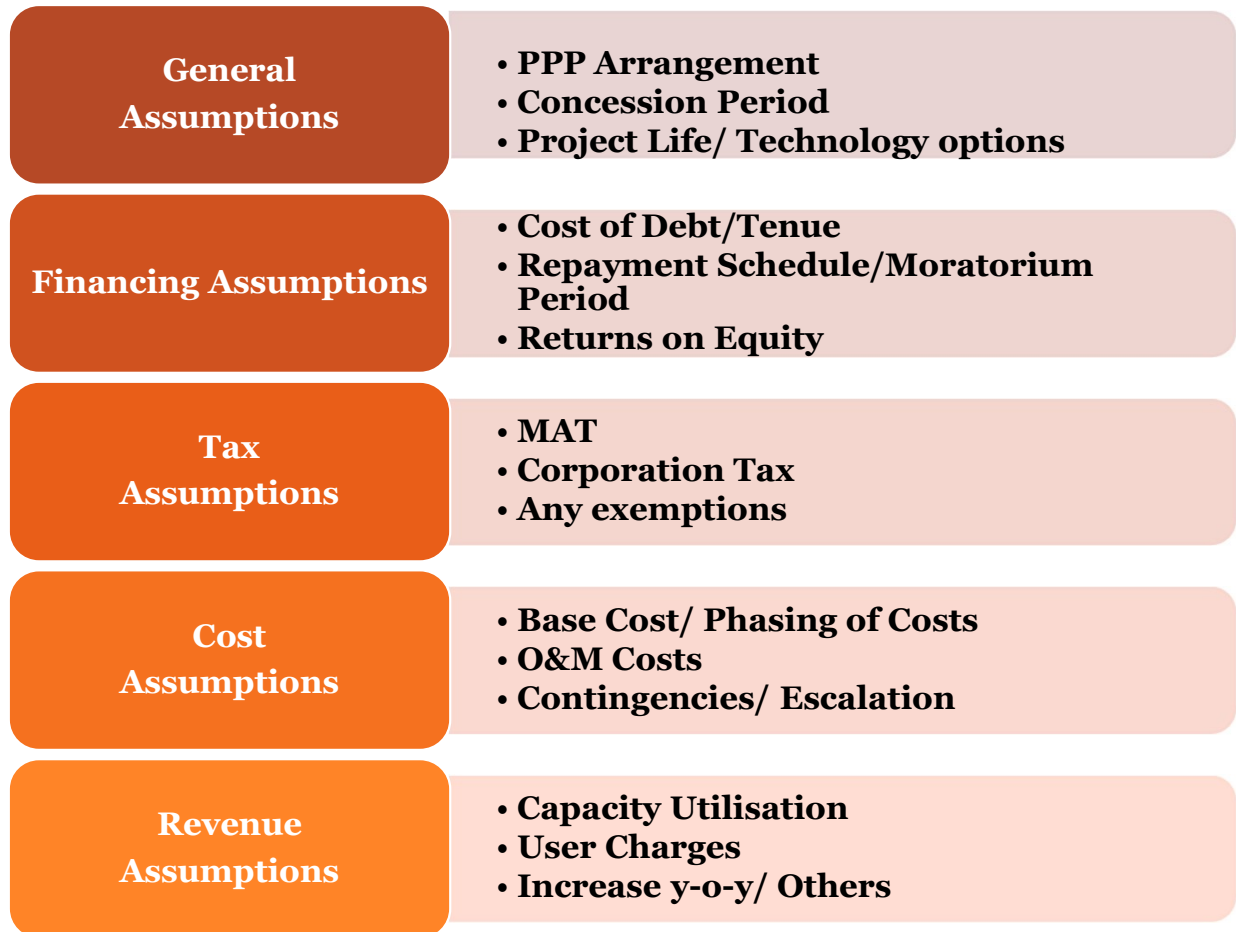 General
Assumptions
• PPP Arrangement
• Concession Period
• Project Life/ Technology options
Financing Assumptions
• Cost of Debt/Tenue
• Repayment Schedule/Moratorium
Period
• Returns on Equity
Tax
Assumptions
• MAT
• Corporation Tax
• Any exemptions
Cost
Assumptions
• Base Cost/ Phasing of Costs
• O&M Costs
• Contingencies/ Escalation
Revenue
Assumptions
• Capacity Utilisation
• User Charges
• Increase y-o-y/ Others